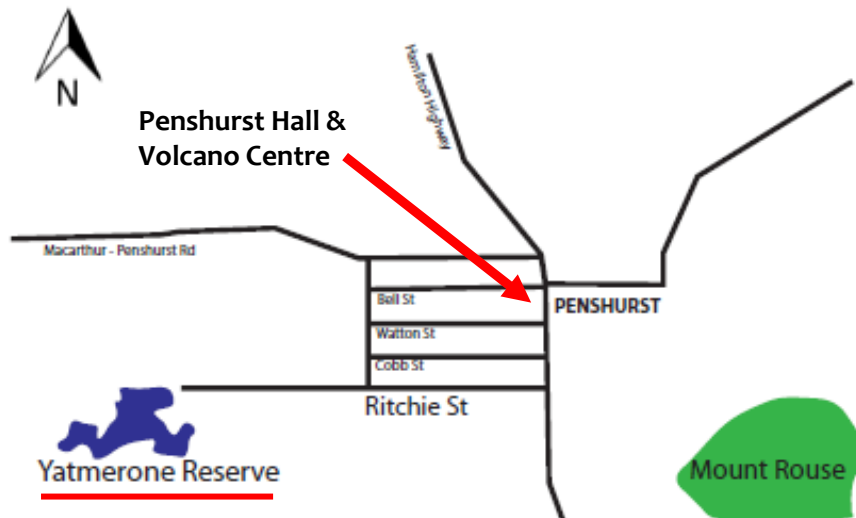 N
Hamilton Highway
Penshurst Hall &
Volcano Centre
Macarthur - Penshurst Rd
Bell St
PENSHURST
Watton St
Cobb St
Ritchie St
Yatmerone Reserve
Mount Rouse